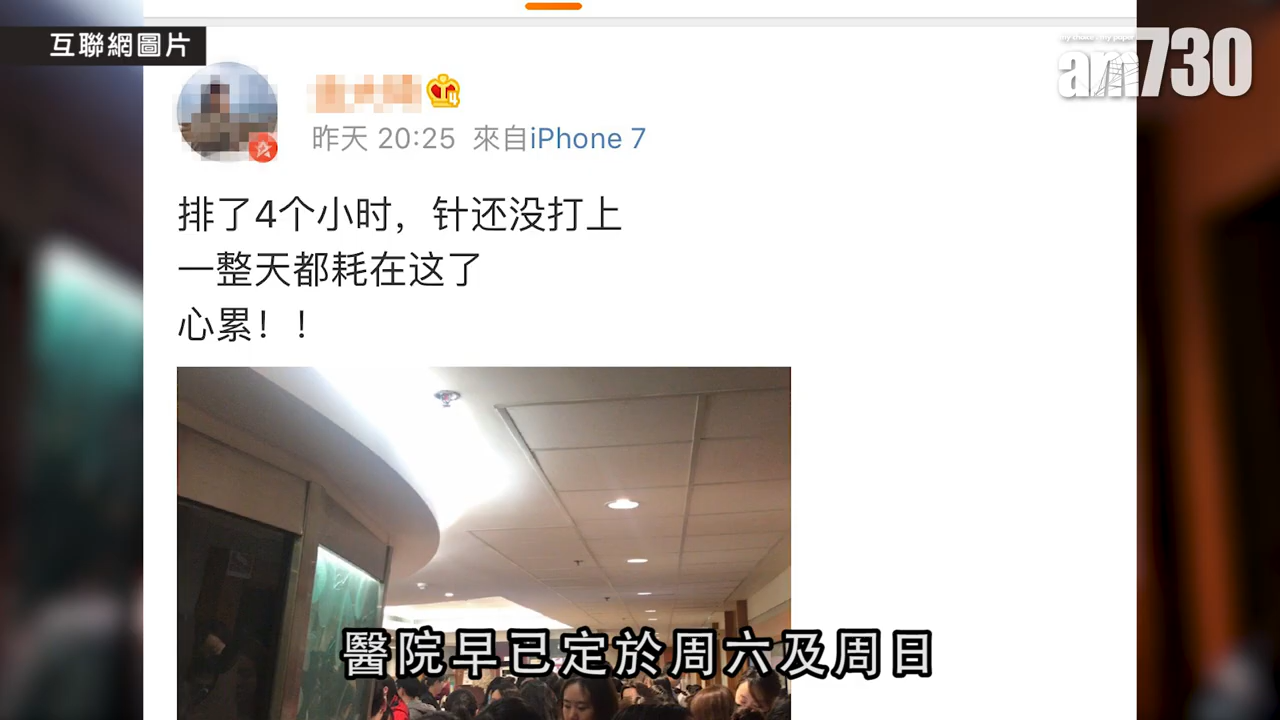 互聯網圖片
am730
昨天 20:25 來自iPhone 7
排了4个小时，针还没打上
一整天都耗在这了
心累！！
醫院早已定於周六及周日